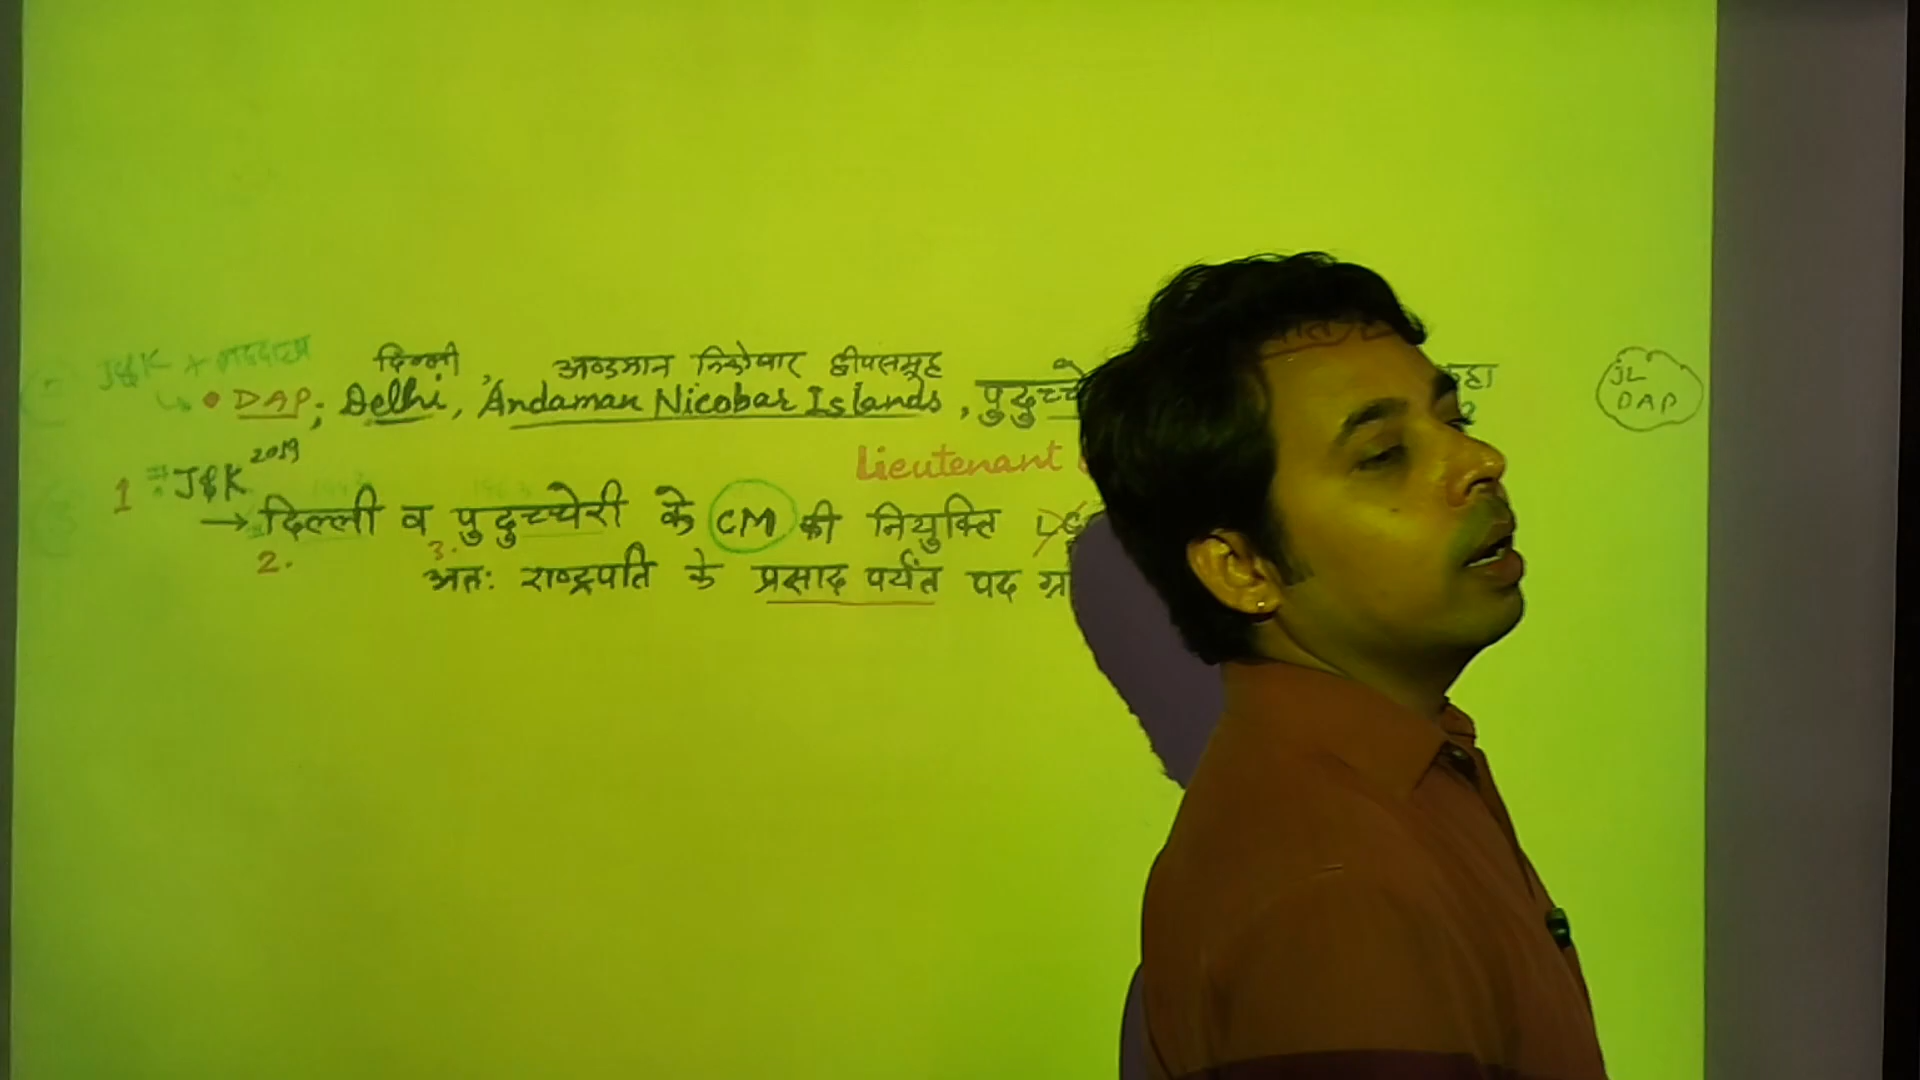 J&K +
दिल्ली, अण्डमान निकोबार द्वीपसमूह
• DAP; Delhi, Andaman Nicobar Islands,
JL
DAP
J&K 2019
Lieutenant
1
→ दिल्ली व पुदुच्चेरी के CM की नियुक्ति
2. 3.
अतः राष्ट्रपति के प्रसाद पर्यंत पद